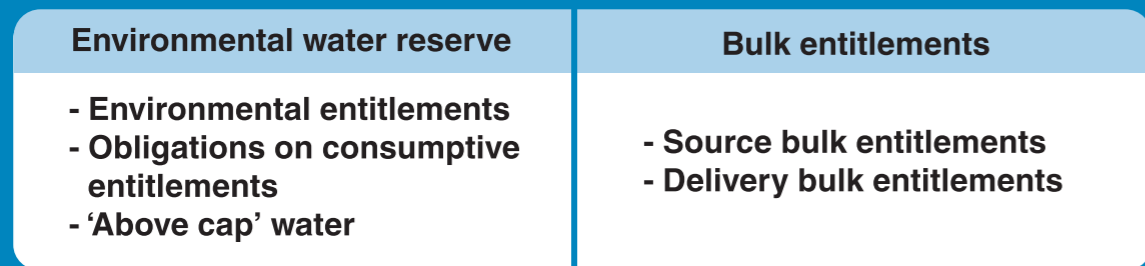 Environmental water reserve
- Environmental entitlements
- Obligations on consumptive
entitlements
- ‘Above cap’ water
Bulk entitlements
- Source bulk entitlements
- Delivery bulk entitlements